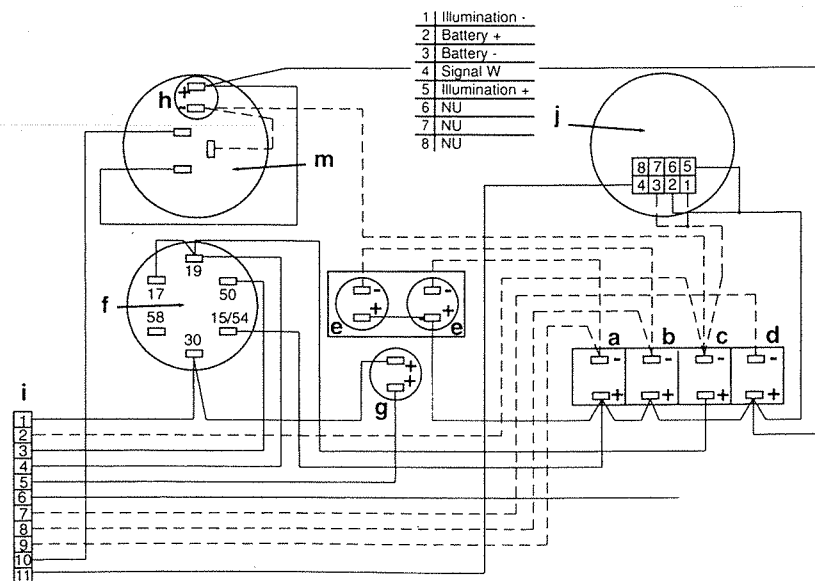 1 Illumination -
2 Battery +
3 Battery -
4 Signal W
5 Illumination +
6 NU
7 NU
8 NU
+
-
h
m
j
8 7 6 5
4 3 2 1
19
17
50
f
58
15/54
30
- -
+ +
e e
+
+
g
a b c d
- - - -
+ + + +
i
1
2
3
4
5
6
7
8
9
10
11